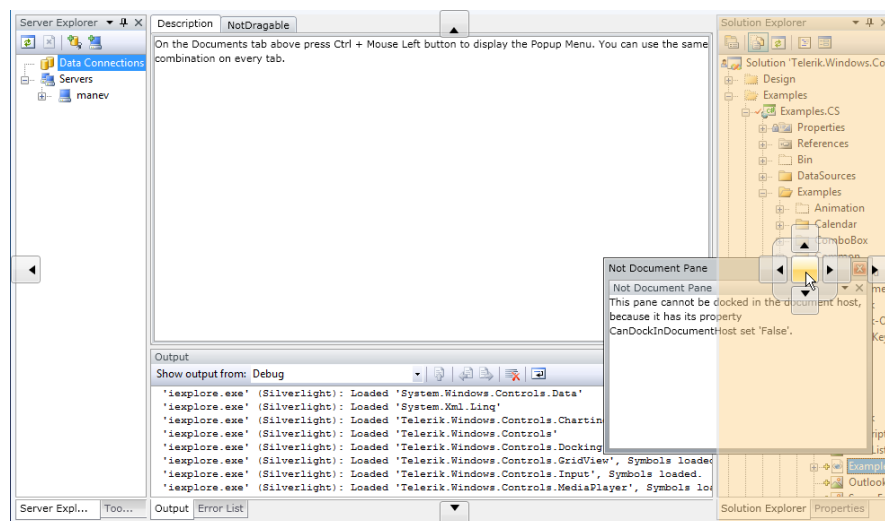 Server Explorer
Data Connections
Servers
manev
Server Expl...
Too...
Description
NotDragable
On the Documents tab above press Ctrl + Mouse Left button to display the Popup Menu. You can use the same
combination on every tab.
Output
Show output from: Debug
'iexplore.exe' (Silverlight): Loaded 'System.Windows.Controls.Data'
'iexplore.exe' (Silverlight): Loaded 'System.Xml.Linq'
'iexplore.exe' (Silverlight): Loaded 'Telerik.Windows.Controls.Chartin
'iexplore.exe' (Silverlight): Loaded 'Telerik.Windows.Controls'
'iexplore.exe' (Silverlight): Loaded 'Telerik.Windows.Controls.Docking
'iexplore.exe' (Silverlight): Loaded 'Telerik.Windows.Controls.GridView', Symbols loaded
'iexplore.exe' (Silverlight): Loaded 'Telerik.Windows.Controls.Input', Symbols loaded.
'iexplore.exe' (Silverlight): Loaded 'Telerik.Windows.Controls.MediaPlayer', Symbols loa
Output
Error List
Not Document Pane
Not Document Pane
This pane cannot be docked in the document host,
because it has its property
CanDockInDocumentHost set 'False'.
Solution Explorer
Solution 'Telerik.Windows.Co
Design
Examples
Examples.CS
Properties
References
Bin
DataSources
Examples
Animation
Calendar
ComboBox
Example
Outlook
Solution Explorer
Properties